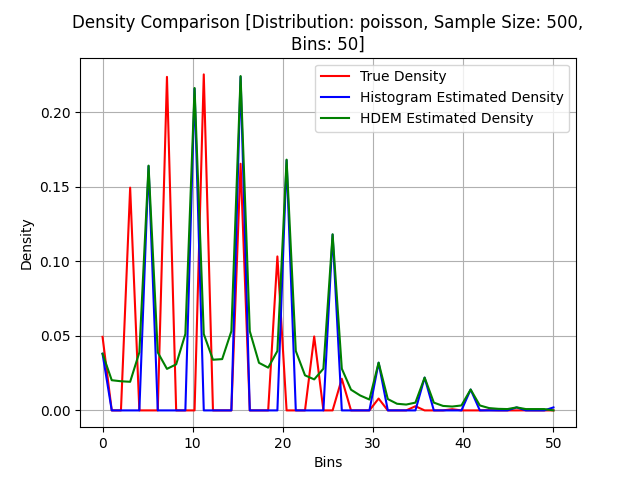 Density Comparison [Distribution: poisson, Sample Size: 500,
Bins: 50]
True Density
Histogram Estimated Density
HDEM Estimated Density
Density
0.20
0.15
0.10
0.05
0.00
0 10 20 30 40 50
Bins